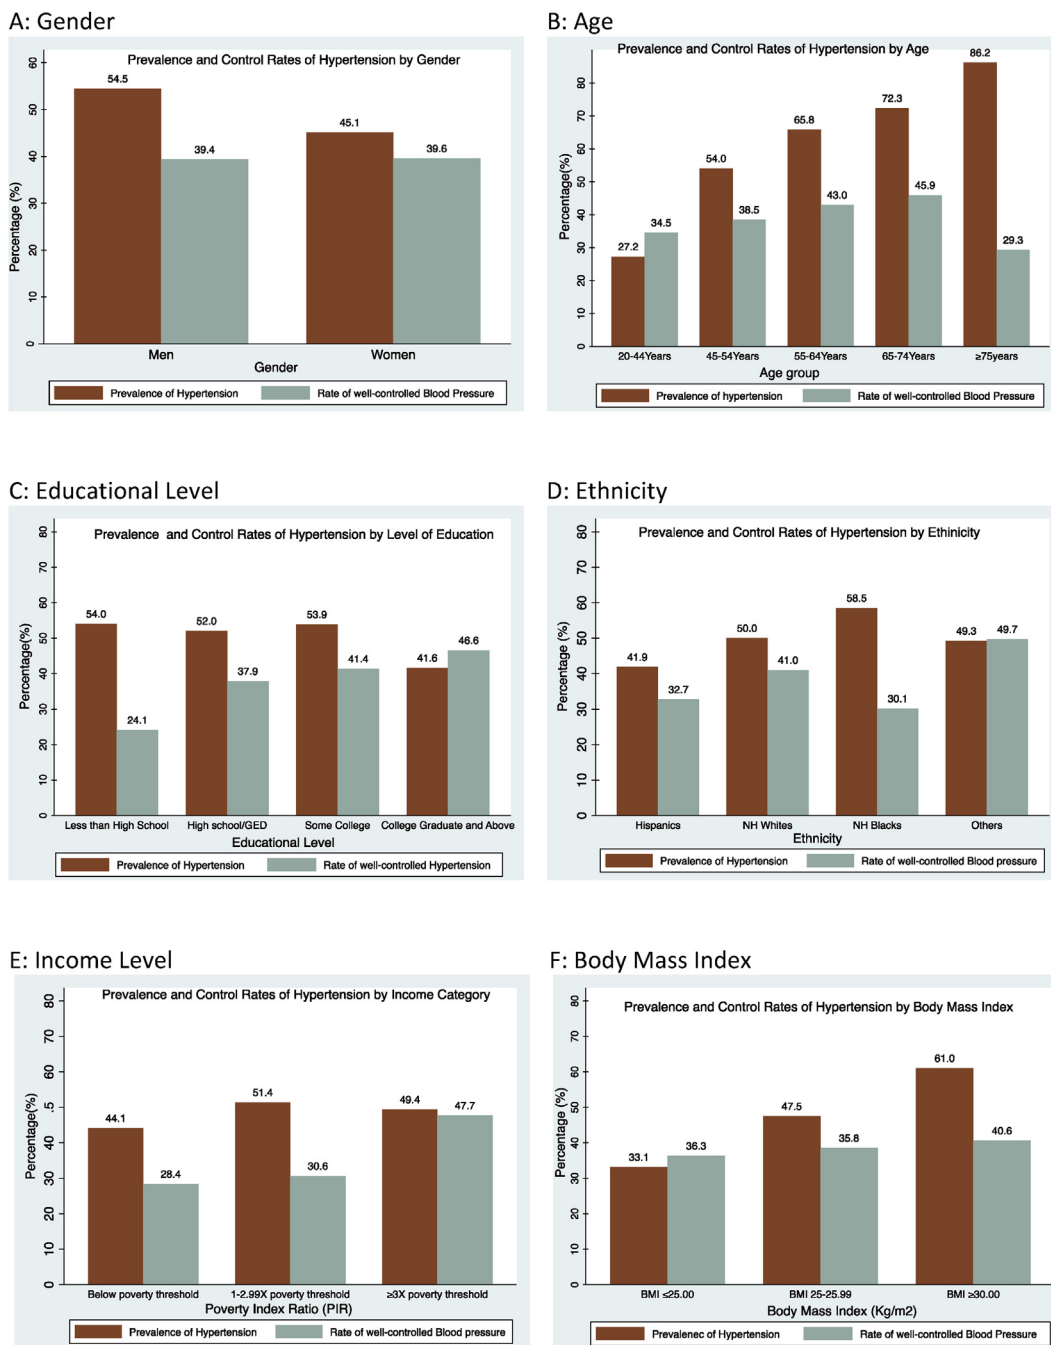 A: Gender
Prevalence and Control Rates of Hypertension by Gender
Percentage (%)
60
50
40
30
20
10
0
54.5
39.4
45.1
39.6
Men
Women
Gender
Prevalence of Hypertension
Rate of well-controlled Blood Pressure
B: Age
Prevalence and Control Rates of Hypertension by Age
Percentage(%)
80
70
60
50
40
30
20
10
0
27.2
34.5
54.0
38.5
65.8
43.0
72.3
45.9
86.2
29.3
20-44Years
45-54Years
55-64Years
65-74Years
≥75years
Age group
Prevalence of hypertension
Rate of well-controlled Blood Pressure
C: Educational Level
Prevalence and Control Rates of Hypertension by Level of Education
Percentage(%)
80
70
60
50
40
30
20
10
0
54.0
24.1
52.0
37.9
53.9
41.4
41.6
46.6
Less than High School
High school/GED
Some College
College Graduate and Above
Educational Level
Prevalence of Hypertension
Rate of well-controlled Hypertension
D: Ethnicity
Prevalence and Control Rates of Hypertension by Ethinicity
Percentage (%)
80
70
60
50
40
30
20
10
0
41.9
32.7
50.0
41.0
58.5
30.1
49.3
49.7
Hispanics
NH Whites
NH Blacks
Others
Ethnicity
Prevalence of Hypertension
Rate of well-controlled Blood pressure
E: Income Level
Prevalence and Control Rates of Hypertension by Income Category
Percentage(%)
80
70
60
.5
40
30
20
10
0
44.1
28.4
51.4
30.6
49.4
47.7
Below poverty threshold
1-2.99X poverty threshold
≥3X poverty threshold
Poverty Index Ratio (PIR)
Prevalence of Hypertension
Rate of well-controlled Blood Pressure
F: Body Mass Index
Prevalence and Control Rates of Hypertension by Body Mass Index
Percentage (%)
80
70
60
50
40
30
20
10
0
33.1
36.3
47.5
35.8
61.0
40.6
BMI ≤25.00
BMI 25-25.99
BMI ≥30.00
Body Mass Index (Kg/m2)
Prevalenec of Hypertension
Rate of well-controlled Blood Pressure